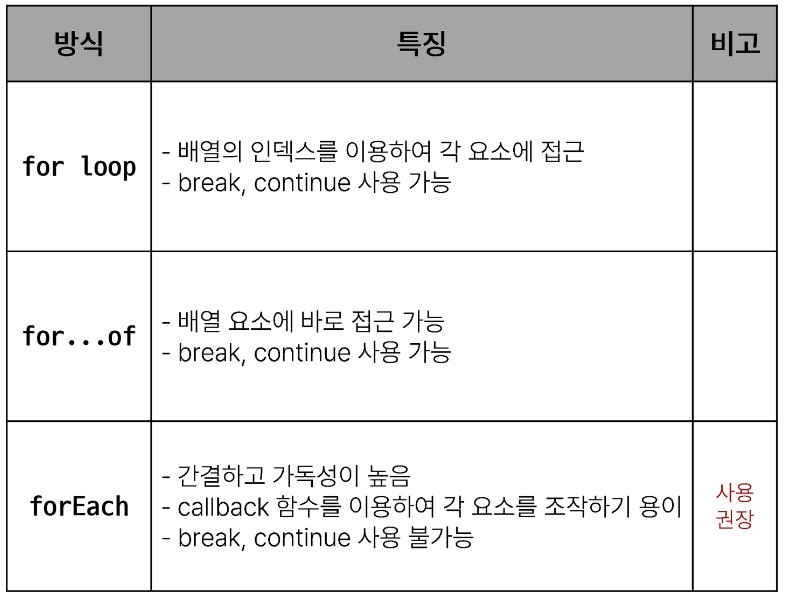 방식 특징 비고
for loop
- 배열의 인덱스를 이용하여 각 요소에 접근
- break, continue 사용 가능
for...of
- 배열 요소에 바로 접근 가능
- break, continue 사용 가능
forEach
- 간결하고 가독성이 높음
- callback 함수를 이용하여 각 요소를 조작하기 용이
- break, continue 사용 불가능
사용
권장